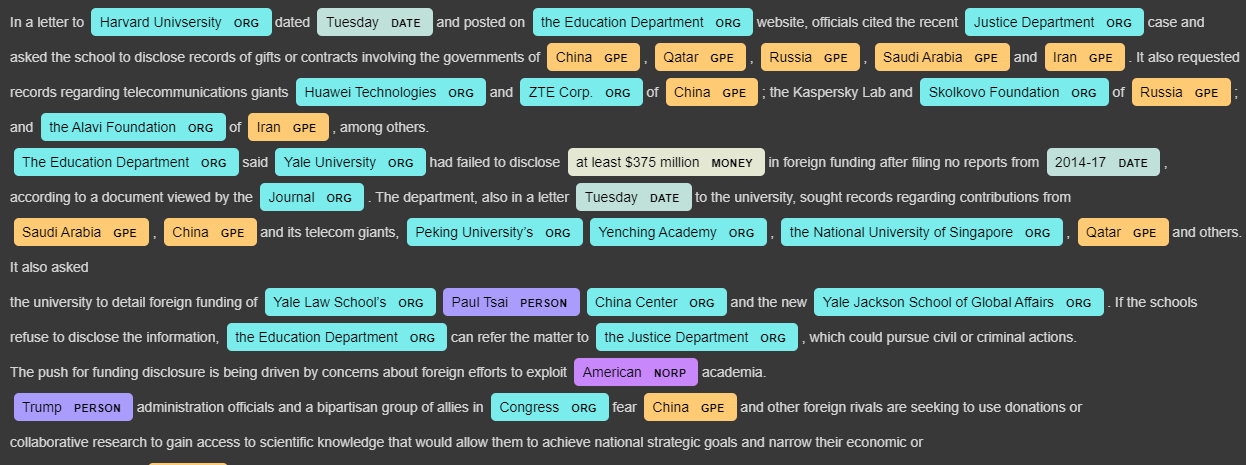 In a letter to Harvard Univsersity ORG dated Tuesday DATE and posted on the Education Department ORG website, officials cited the recent Justice Department ORG case and
asked the school to disclose records of gifts or contracts involving the governments of China GPE , Qatar GPE , Russia GPE , Saudi Arabia GPE and Iran GPE . It also requested
records regarding telecommunications giants Huawei Technologies ORG and ZTE Corp. ORG of China GPE ; the Kaspersky Lab and Skolkovo Foundation ORG of Russia GPE ;
and the Alavi Foundation ORG of Iran GPE , among others.
The Education Department ORG said Yale University ORG had failed to disclose at least $375 million MONEY in foreign funding after filing no reports from 2014-17 DATE ,
according to a document viewed by the Journal ORG . The department, also in a letter Tuesday DATE to the university, sought records regarding contributions from
Saudi Arabia GPE , China GPE and its telecom giants, Peking University’s ORG Yenching Academy ORG , the National University of Singapore ORG , Qatar GPE and others.
It also asked
the university to detail foreign funding of Yale Law School’s ORG Paul Tsai PERSON China Center ORG and the new Yale Jackson School of Global Affairs ORG . If the schools
refuse to disclose the information, the Education Department ORG can refer the matter to the Justice Department ORG , which could pursue civil or criminal actions.
The push for funding disclosure is being driven by concerns about foreign efforts to exploit American NORP academia.
Trump PERSON administration officials and a bipartisan group of allies in Congress ORG fear China GPE and other foreign rivals are seeking to use donations or
collaborative research to gain access to scientific knowledge that would allow them to achieve national strategic goals and narrow their economic or